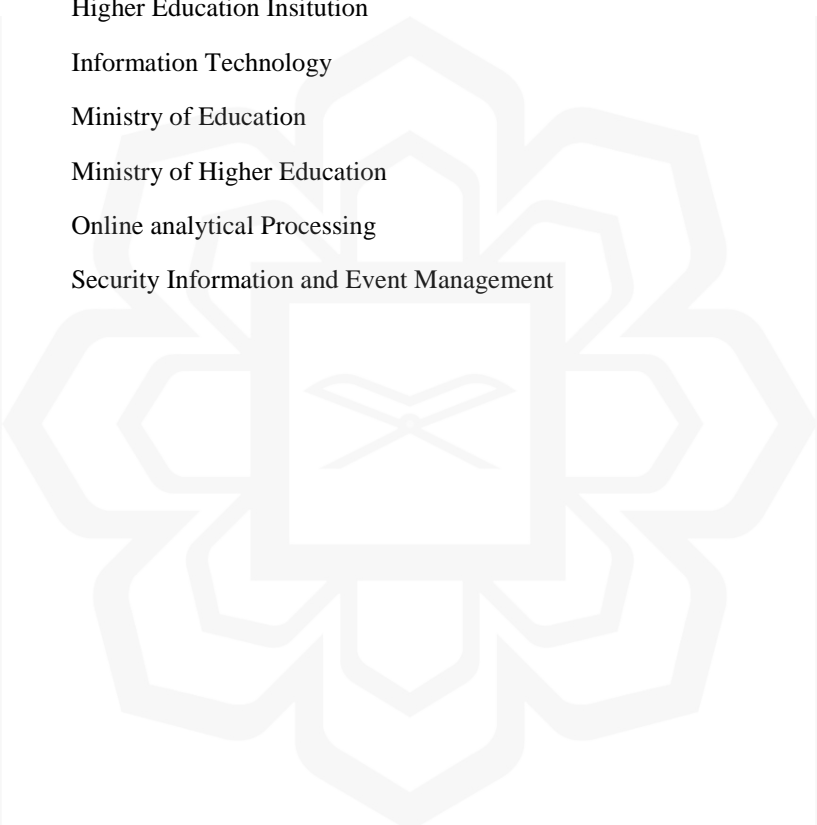 Higher Education Insitution
Information Technology
Ministry of Education
Ministry of Higher Education
Online analytical Processing
Security Information and Event Management